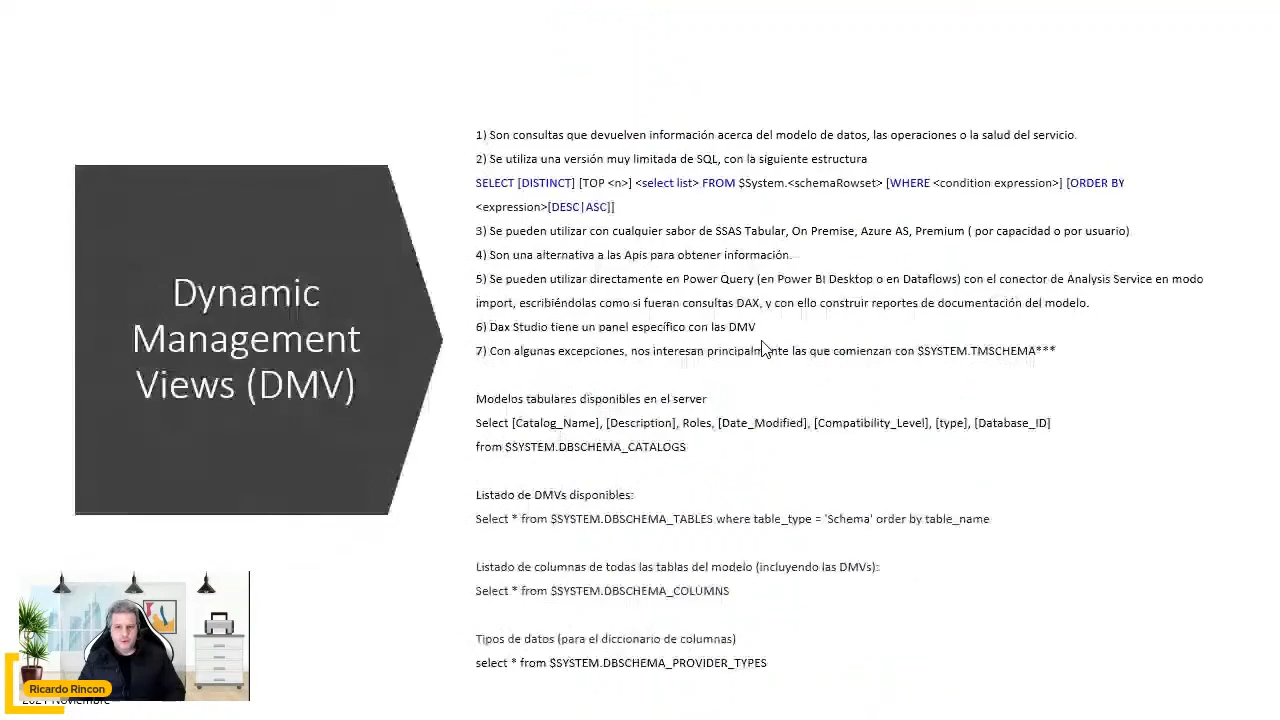 Dynamic
Management
Views (DMV)
1) Son consultas que devuelven información acerca del modelo de datos, las operaciones o la salud del servicio.
2) Se utiliza una versión muy limitada de SQL, con la siguiente estructura
SELECT [DISTINCT] [TOP <n>] <select list> FROM $System.<schemaRowset> [WHERE <condition expression>] [ORDER BY
<expression>[DESC|ASC]]
3) Se pueden utilizar con cualquier sabor de SSAS Tabular, On Premise, Azure AS, Premium ( por capacidad o por usuario)
4) Son una alternativa a las Apis para obtener información.
5) Se pueden utilizar directamente en Power Query (en Power BI Desktop o en Dataflows) con el conector de Analysis Service en modo
import, escribiéndolas como si fueran consultas DAX, y con ello construir reportes de documentación del modelo.
6) Dax Studio tiene un panel específico con las DMV
7) Con algunas excepciones, nos interesan principalmente las que comienzan con $SYSTEM.TMSCHEMA***
Modelos tabulares disponibles en el server
Select [Catalog_Name], [Description], Roles, [Date_Modified], [Compatibility_Level], [type], [Database_ID]
from $SYSTEM.DBSCHEMA_CATALOGS
Listado de DMVs disponibles:
Select * from $SYSTEM.DBSCHEMA_TABLES where table_type = 'Schema' order by table_name
Listado de columnas de todas las tablas del modelo (incluyendo las DMVs):
Select * from $SYSTEM.DBSCHEMA_COLUMNS
Tipos de datos (para el diccionario de columnas)
select * from $SYSTEM.DBSCHEMA_PROVIDER_TYPES
Ricardo Rincon
2021 Noviembre